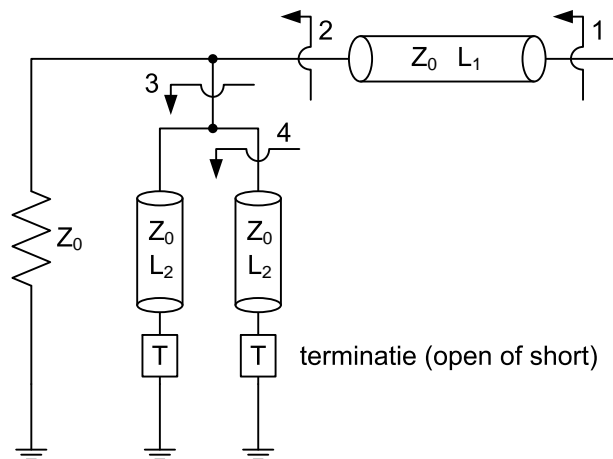 2
1
Z₀ L₁
3
4
Z₀
Z₀
L₂
Z₀
L₂
T
T
terminatie (open of short)